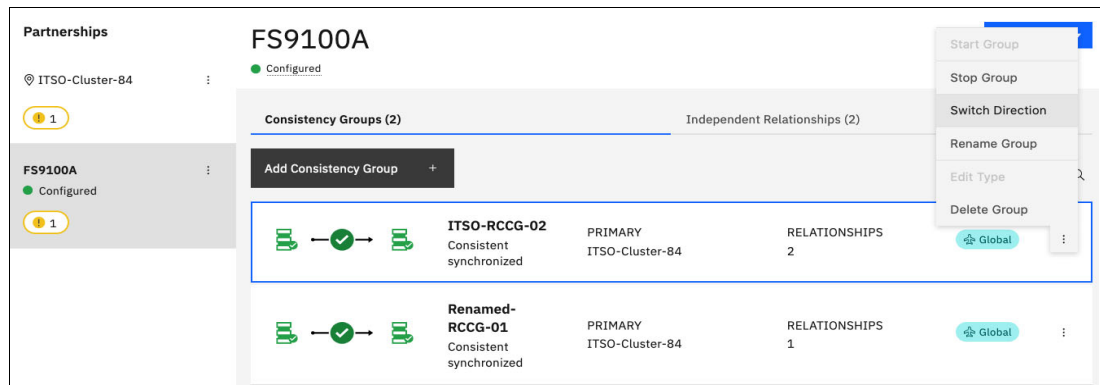 Partnerships
ITSO-Cluster-84
1
FS9100A
Configured
1
FS9100A
Configured
Consistency Groups (2)
Independent Relationships (2)
Add Consistency Group +
Start Group
Stop Group
Switch Direction
Rename Group
Edit Type
Delete Group
ITSO-RCCG-02
Consistent
synchronized
PRIMARY
ITSO-Cluster-84
RELATIONSHIPS
2
Global
Renamed-
RCCG-01
Consistent
synchronized
PRIMARY
ITSO-Cluster-84
RELATIONSHIPS
1
Global